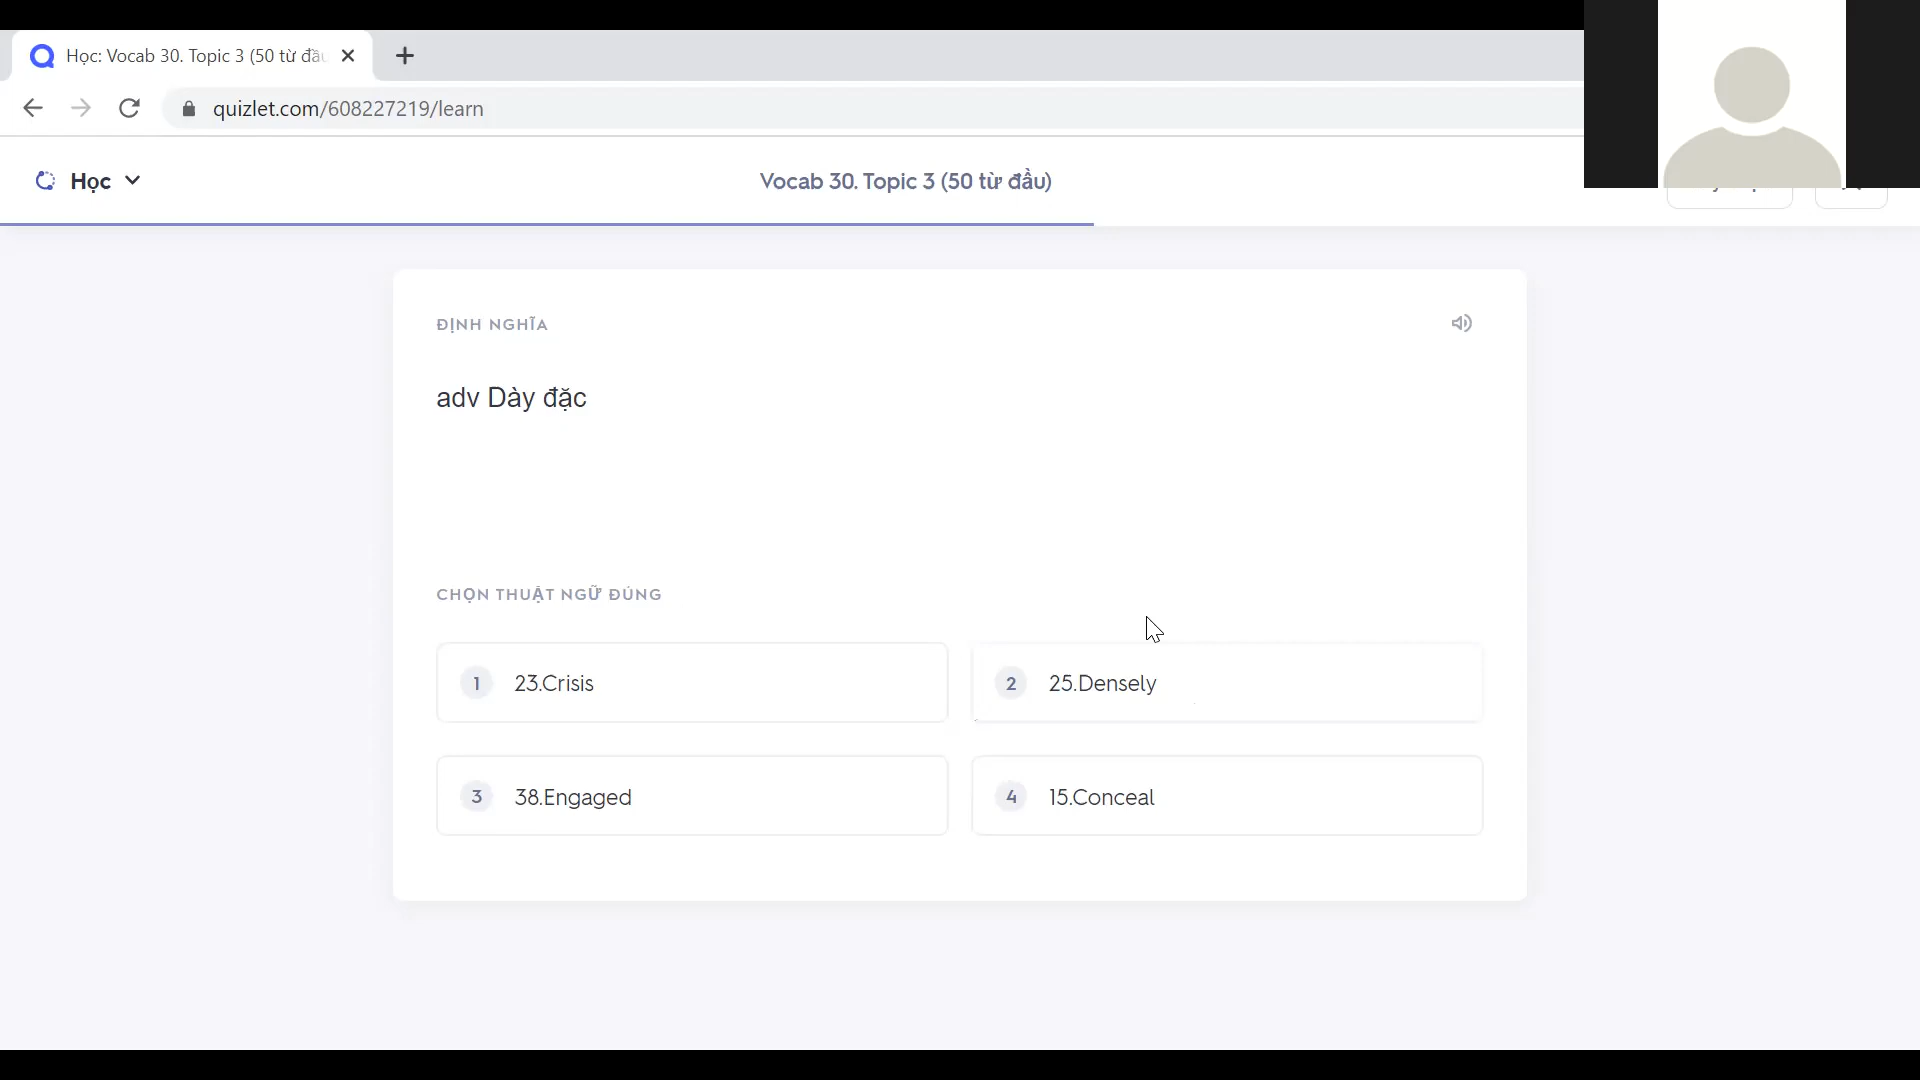 Học: Vocab 30. Topic 3 (50 từ đầu
quizlet.com/608227219/learn
Học
Vocab 30. Topic 3 (50 từ đầu)
ĐỊNH NGHĨA
adv Dày đặc
CHỌN THUẬT NGỮ ĐÚNG
1 23.Crisis
2 25.Densely
3 38.Engaged
4 15.Conceal